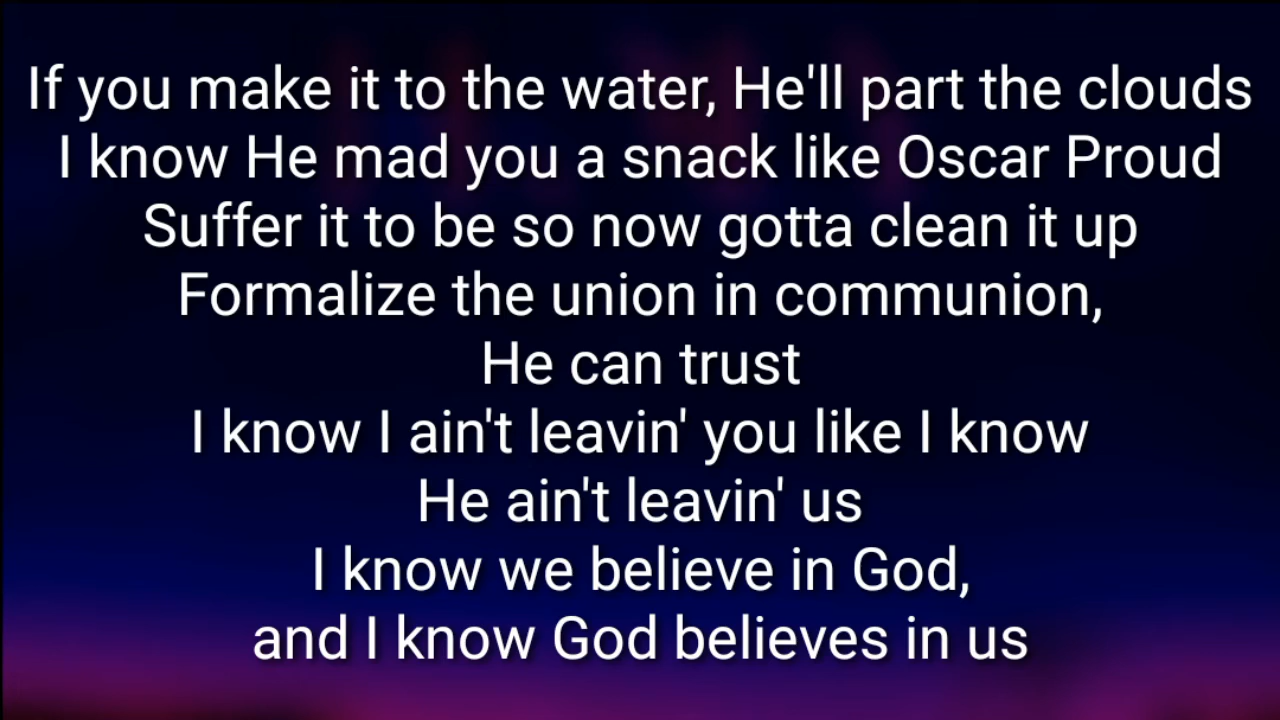 If you make it to the water, He'll part the clouds
I know He mad you a snack like Oscar Proud
Suffer it to be so now gotta clean it up
Formalize the union in communion,
He can trust
I know I ain't leavin' you like I know
He ain't leavin' us
I know we believe in God,
and I know God believes in us